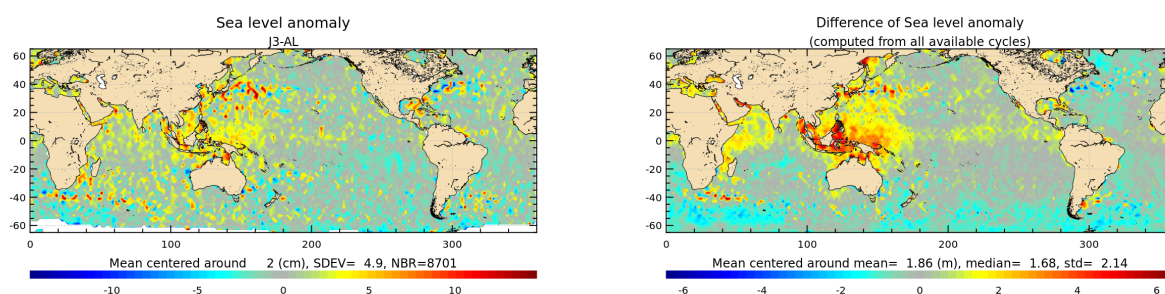 Sea level anomaly
J3-AL
60
40
20
0
-20
-40
-60
0 100 200 300
Mean centered around 2 (cm), SDEV= 4.9, NBR=8701
-10 -5 0 5 10
Difference of Sea level anomaly
(computed from all available cycles)
60
40
20
0
-20
-40
-60
0 100 200 300
Mean centered around mean= 1.86 (m), median= 1.68, std= 2.14
-6 -4 -2 0 2 4 6